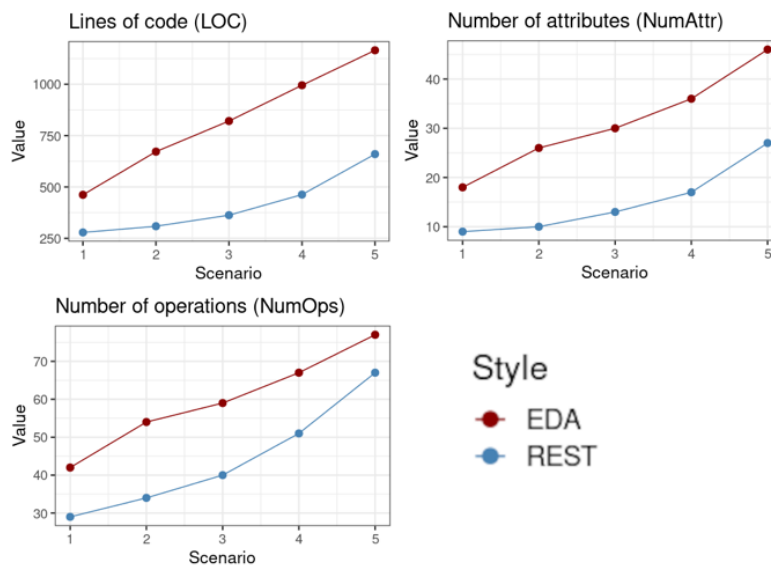 Lines of code (LOC)
Value
1000
750
500
250
1 2 3 4 5
Scenario
Number of attributes (NumAttr)
Value
40
30
20
10
1 2 3 4 5
Scenario
Number of operations (NumOps)
Value
70
60
50
40
30
1 2 3 4 5
Scenario
Style
EDA
REST